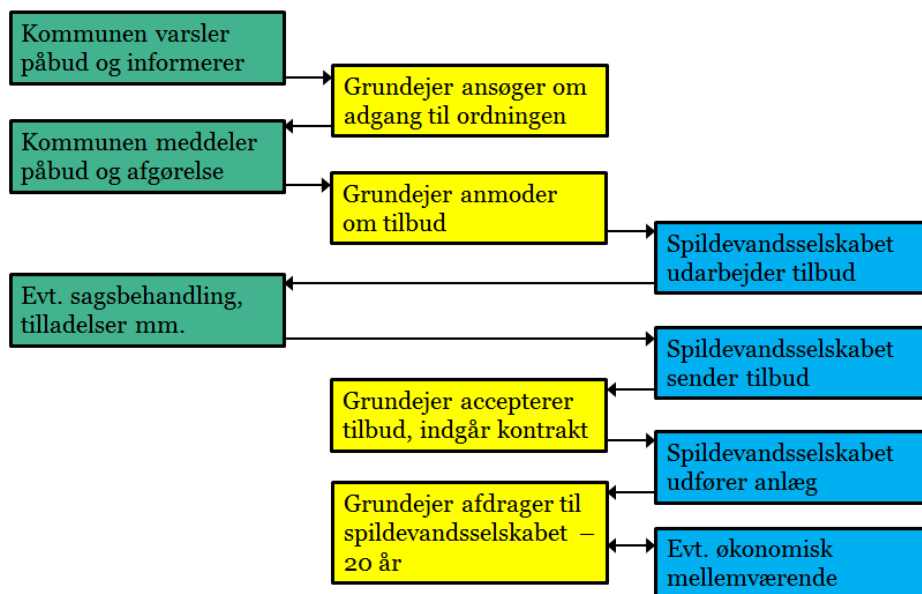 Kommunen varsler
påbud og informerer
Grundejer ansøger om
adgang til ordningen
Kommunen meddeler
påbud og afgørelse
Grundejer anmoder
om tilbud
Spildevandsselskabet
udarbejder tilbud
Evt. sagsbehandling,
tilladelser mm.
Spildevandsselskabet
sender tilbud
Grundejer accepterer
tilbud, indgår kontrakt
Spildevandsselskabet
udfører anlæg
Grundejer afdrager til
spildevandsselskabet –
20 år
Evt. økonomisk
mellemværende